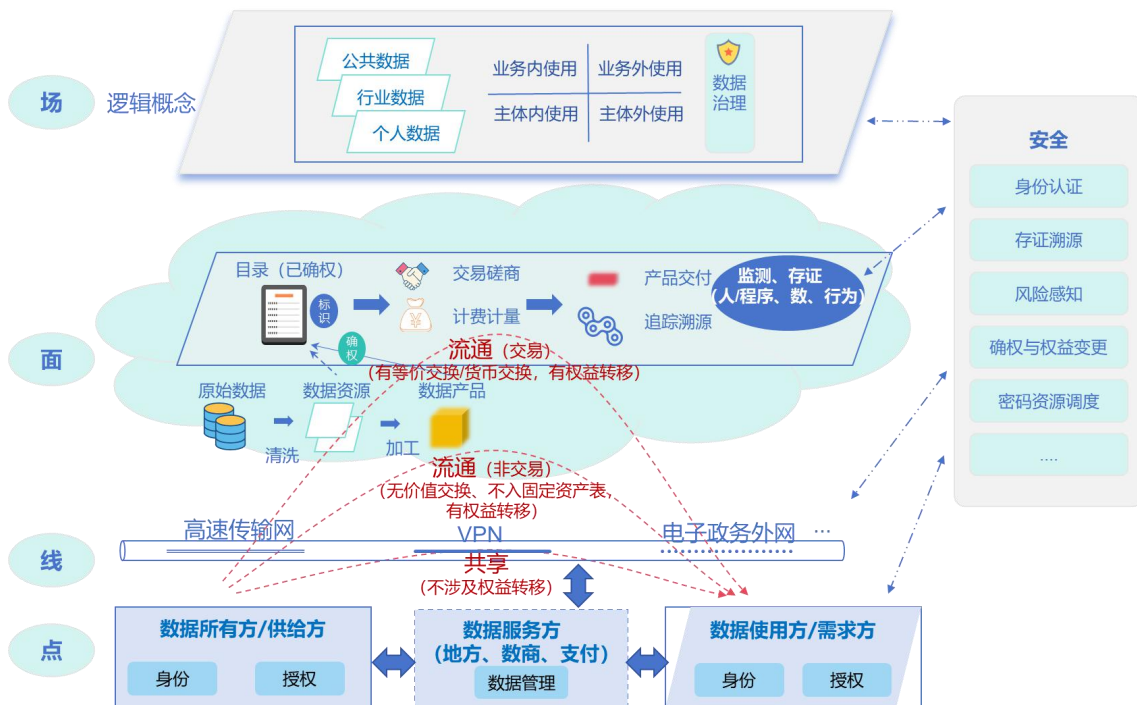 场
逻辑概念
公共数据
行业数据
个人数据
业务内使用
业务外使用
主体内使用
主体外使用
数据
治理
安全
身份认证
存证溯源
风险感知
确权与权益变更
密码资源调度
....
面
目录（已确权）
标
识
确
权
交易磋商
计费计量
产品交付
追踪溯源
监测、存证
（人/程序、数、行为）
流通（交易）
（有等价交换/货币交换，有权益转移）
原始数据
数据资源
数据产品
清洗
加工
流通（非交易）
（无价值交换、不入固定资产表，
有权益转移）
线
高速传输网
VPN
电子政务外网
...
共享
（不涉及权益转移）
点
数据所有方/供给方
身份
授权
数据服务方
（地方、数商、支付）
数据管理
数据使用方/需求方
身份
授权